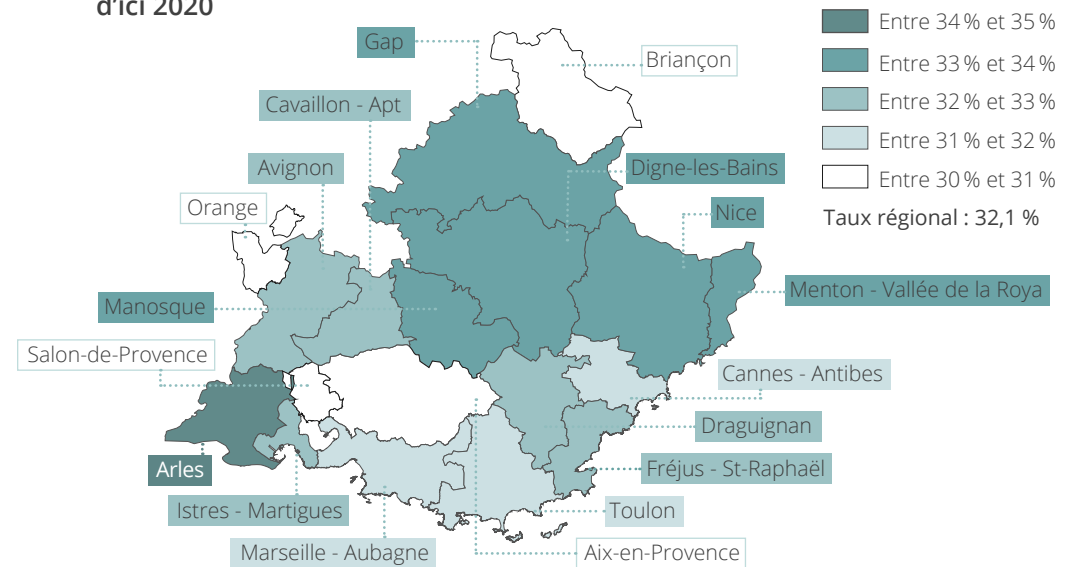 d'ici 2020
Entre 34 % et 35 %
Entre 33 % et 34 %
Entre 32 % et 33 %
Entre 31 % et 32 %
Entre 30 % et 31 %
Taux régional : 32,1 %
Gap
Briançon
Cavaillon - Apt
Avignon
Digne-les-Bains
Orange
Nice
Manosque
Menton - Vallée de la Roya
Salon-de-Provence
Cannes - Antibes
Draguignan
Arles
Fréjus - St-Raphaël
Istres - Martigues
Toulon
Marseille - Aubagne
Aix-en-Provence